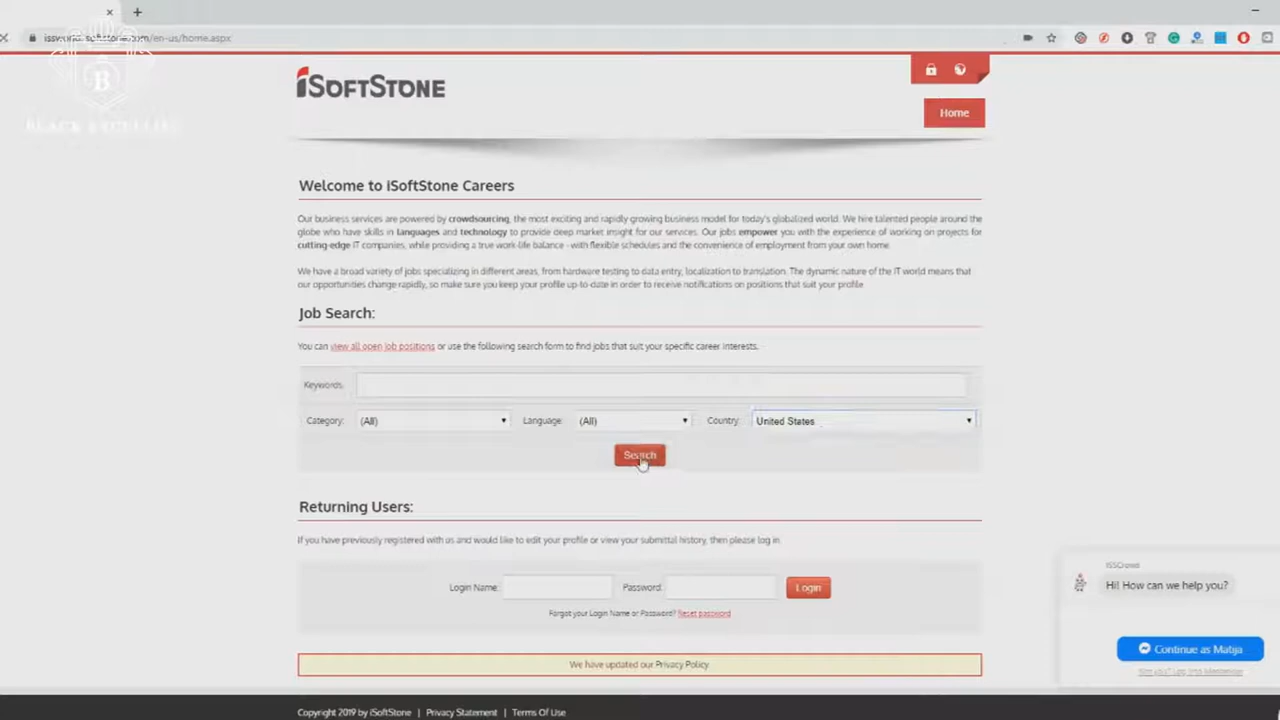 /en-us/home.aspx
B
iSOFTSTONE
Home
Welcome to iSoftStone Careers
Our business services are powered by crowdsourcing, the most exciting and rapidly growing business model for today's globalized world. We hire talented people around the
globe who have skills in languages and technology to provide deep market insight for our services. Our jobs empower you with the experience of working on projects for
cutting-edge IT companies, while providing a true work-life balance - with flexible schedules and the convenience of employment from your own home.
We have a broad variety of jobs specializing in different areas, from hardware testing to data entry, localization to translation. The dynamic nature of the IT world means that
our opportunities change rapidly, so make sure you keep your profile up-to-date in order to receive notifications on positions that suit your profile
Job Search:
You can view all open job positions or use the following search form to find jobs that suit your specific career interests.
Keywords:
Category: (All) Language: (All) Country: United States
Search
Returning Users:
If you have previously registered with us and would like to edit your profile or view your submittal history, then please log in
Login Name: Password: Login
Forgot your Login Name or Password? Reset password
We have updated our Privacy Policy
ISSCrowd
Hi! How can we help you?
Continue as Matija
Copyright 2019 by iSoftStone | Privacy Statement | Terms Of Use